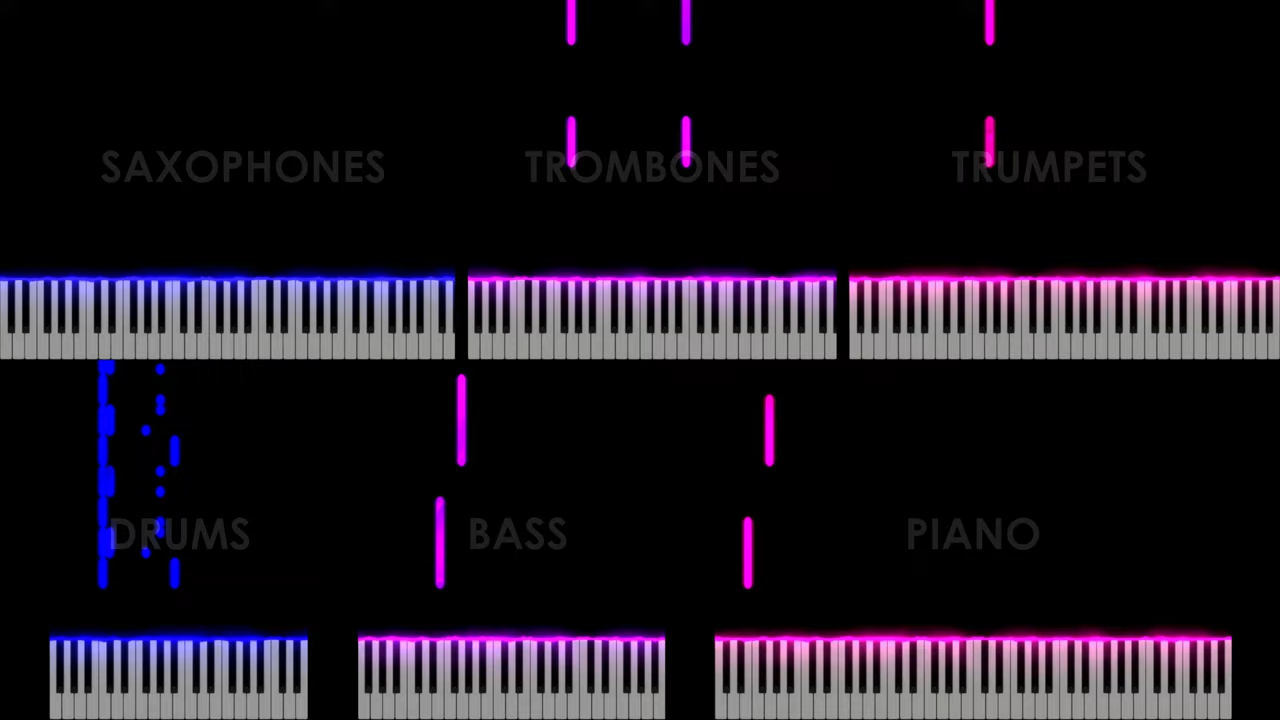 SAXOPHONES
TROMBONES
TRUMPETS
DRUMS
BASS
PIANO